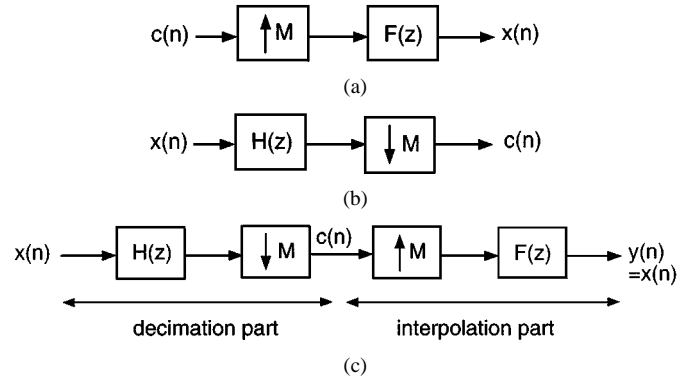 c(n) ↑ M F(z) x(n)
(a)
x(n) H(z) ↓ M c(n)
(b)
x(n) H(z) ↓ M c(n) ↑ M F(z) y(n)
=x(n)
decimation part interpolation part
(c)